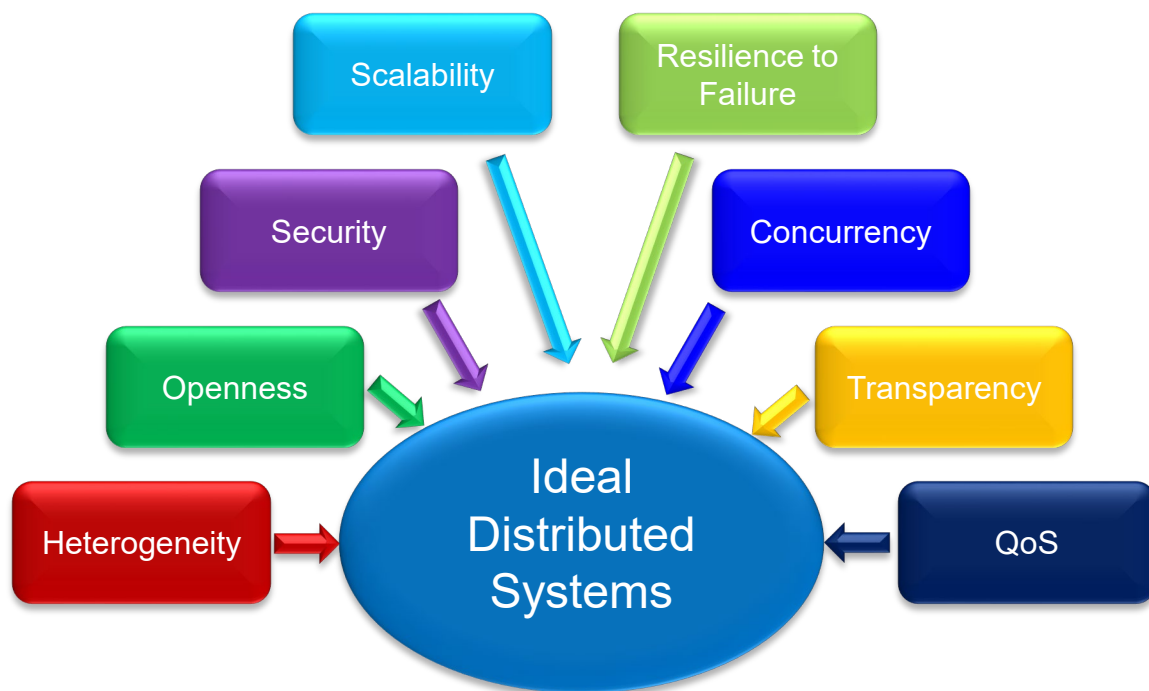 Scalability
Resilience to
Failure
Security
Concurrency
Openness
Transparency
Heterogeneity
Ideal
Distributed
Systems
QoS